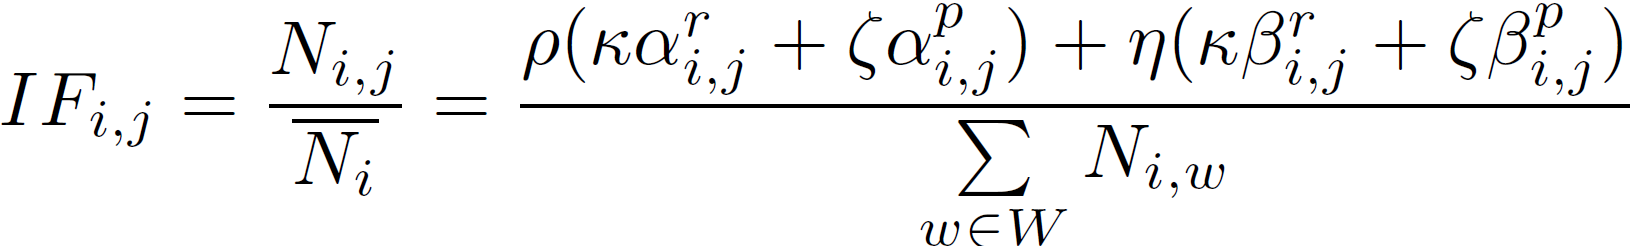 IF_{i,j} = \frac{N_{i,j}}{\overline{N_i}} = \frac{\rho(\kappa\alpha^r_{i,j} + \zeta\alpha^p_{i,j}) + \eta(\kappa\beta^r_{i,j} + \zeta\beta^p_{i,j})}{\sum_{w \in W} N_{i,w}}